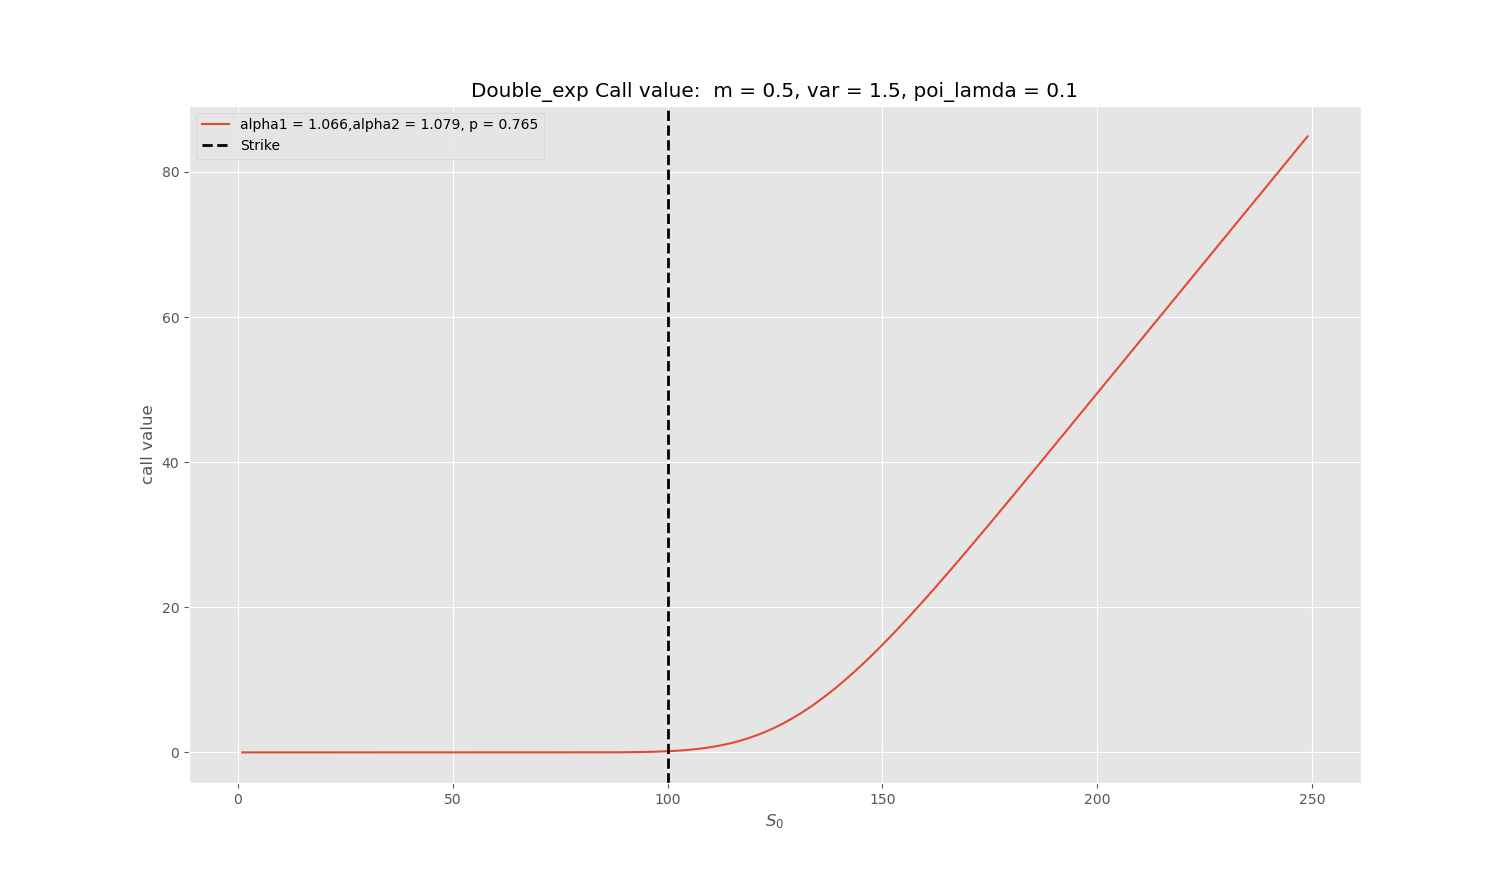 Double_exp Call value:  m = 0.5, var = 1.5, poi_lamda = 0.1
alpha1 = 1.066,alpha2 = 1.079, p = 0.765
Strike
80
60
40
20
0
call value
0 50 100 150 200 250
S₀